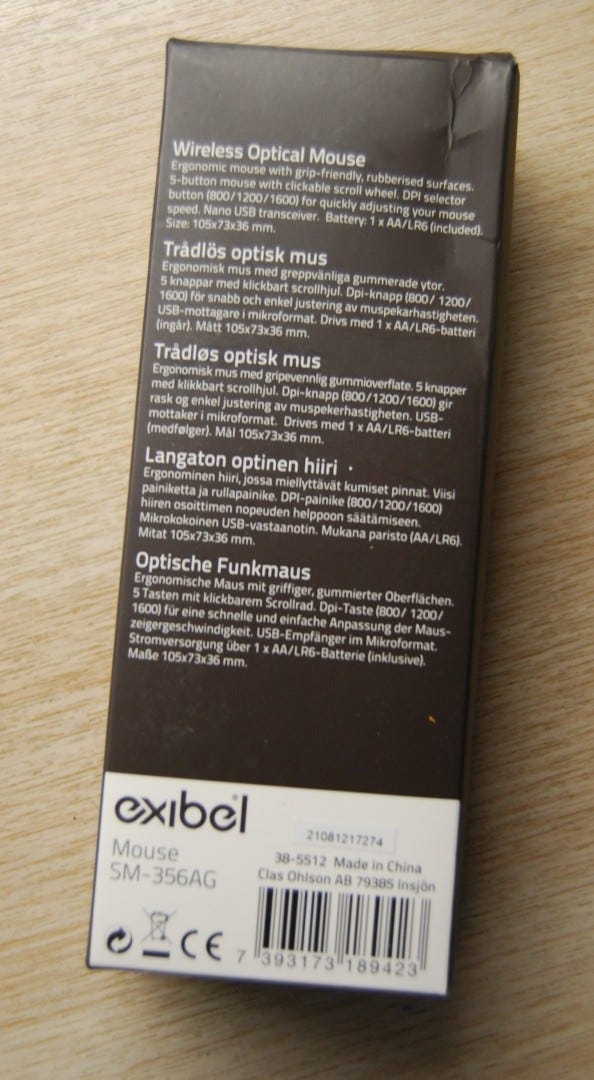 Wireless Optical Mouse
Ergonomic mouse with grip-friendly, rubberised surfaces.
5-button mouse with clickable scroll wheel. DPI selector
button (800/1200/1600) for quickly adjusting your mouse
speed. Nano USB transceiver. Battery: 1 x AA/LR6 (included).
Size: 105x73x36 mm.
Trådlös optisk mus
Ergonomisk mus med greppvänliga gummerade ytor.
5 knappar med klickbart scrollhjul. Dpi-knapp (800/ 1200/
1600) för snabb och enkel justering av muspekarhastigheten.
USB-mottagare i mikroformat. Drivs med 1 x AA/LR6-batteri
(ingår). Mått 105x73x36 mm.
Trådløs optisk mus
Ergonomisk mus med gripevennlig gummioverflate. 5 knapper
med klikkbart scrollhjul. Dpi-knapp (800/1200/1600) gir
rask og enkel justering av muspekerhastigheten. USB-
mottaker i mikroformat. Drives med 1 x AA/LR6-batteri
(medfølger). Mål 105x73x36 mm.
Langaton optinen hiiri
Ergonominen hiiri, jossa miellyttävät kumiset pinnat. Viisi
painiketta ja rullapainike. DPI-painike (800/1200/1600)
hiiren osoittimen nopeuden helppoon säätämiseen.
Mikrokokoinen USB-vastaanotin. Mukana paristo (AA/LR6).
Mitat 105x73x36 mm.
Optische Funkmaus
Ergonomische Maus mit griffiger, gummierter Oberflächen.
5 Tasten mit klickbarem Scrollrad. Dpi-Taste (800/ 1200/
1600) für eine schnelle und einfache Anpassung der Maus-
zeigergeschwindigkeit. USB-Empfänger im Mikroformat.
Stromversorgung über 1 x AA/LR6-Batterie (inklusive).
Maße 105x73x36 mm.
exibel®
21081217274
Mouse
SM-356AG
38-5512 Made in China
Clas Ohlson AB 79385 Insjön
CE
7 393173 189423